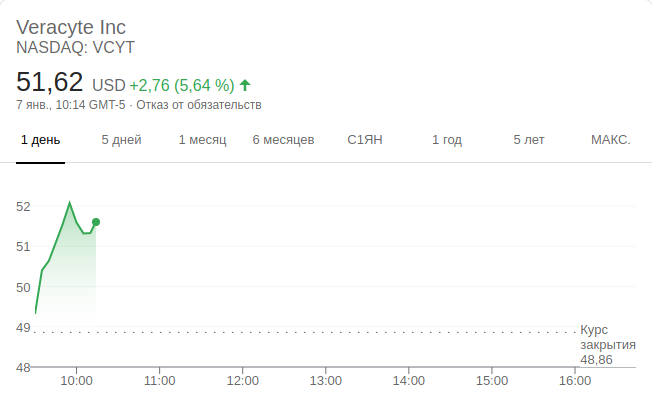 Veracyte Inc
NASDAQ: VCYT
51,62 USD +2,76 (5,64 %)
7 янв., 10:14 GMT-5 · Отказ от обязательств
1 день 5 дней 1 месяц 6 месяцев С1ЯН 1 год 5 лет МАКС.
52
51
50
49
Курс
закрытия
48,86
48
10:00 11:00 12:00 13:00 14:00 15:00 16:00